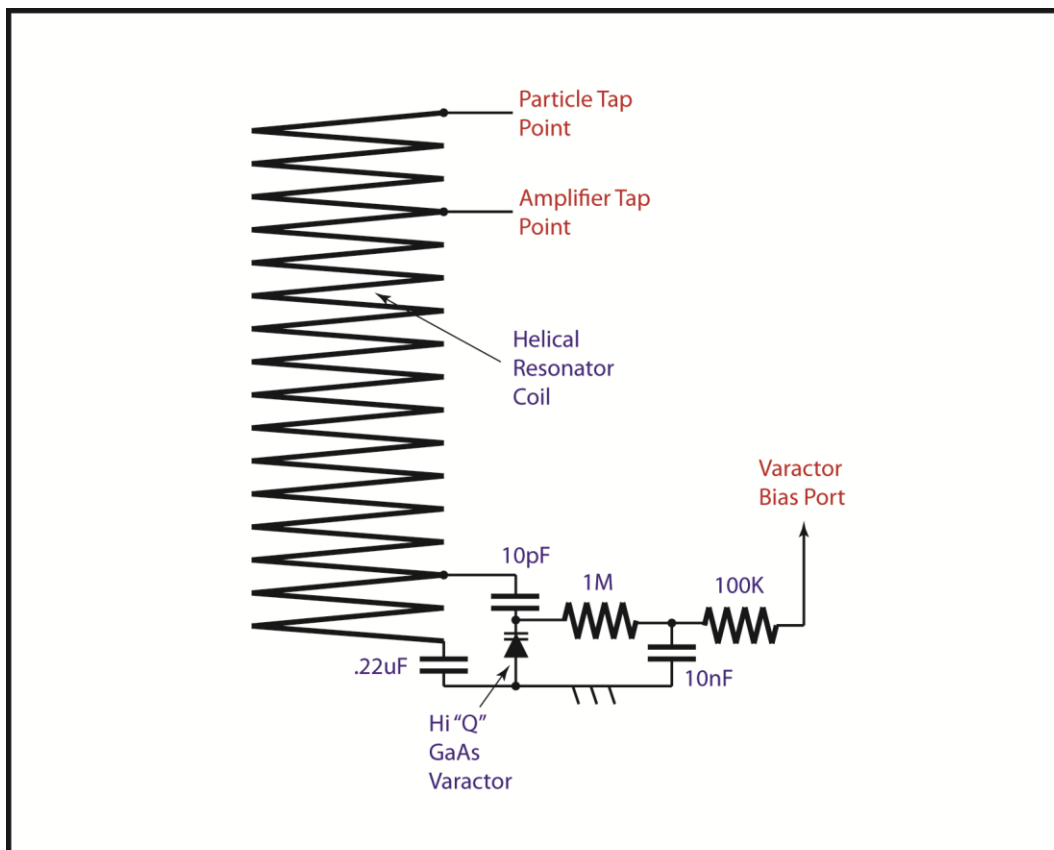 Particle Tap
Point
Amplifier Tap
Point
Helical
Resonator
Coil
Varactor
Bias Port
10pF
1M
100K
.22uF
10nF
Hi “Q”
GaAs
Varactor